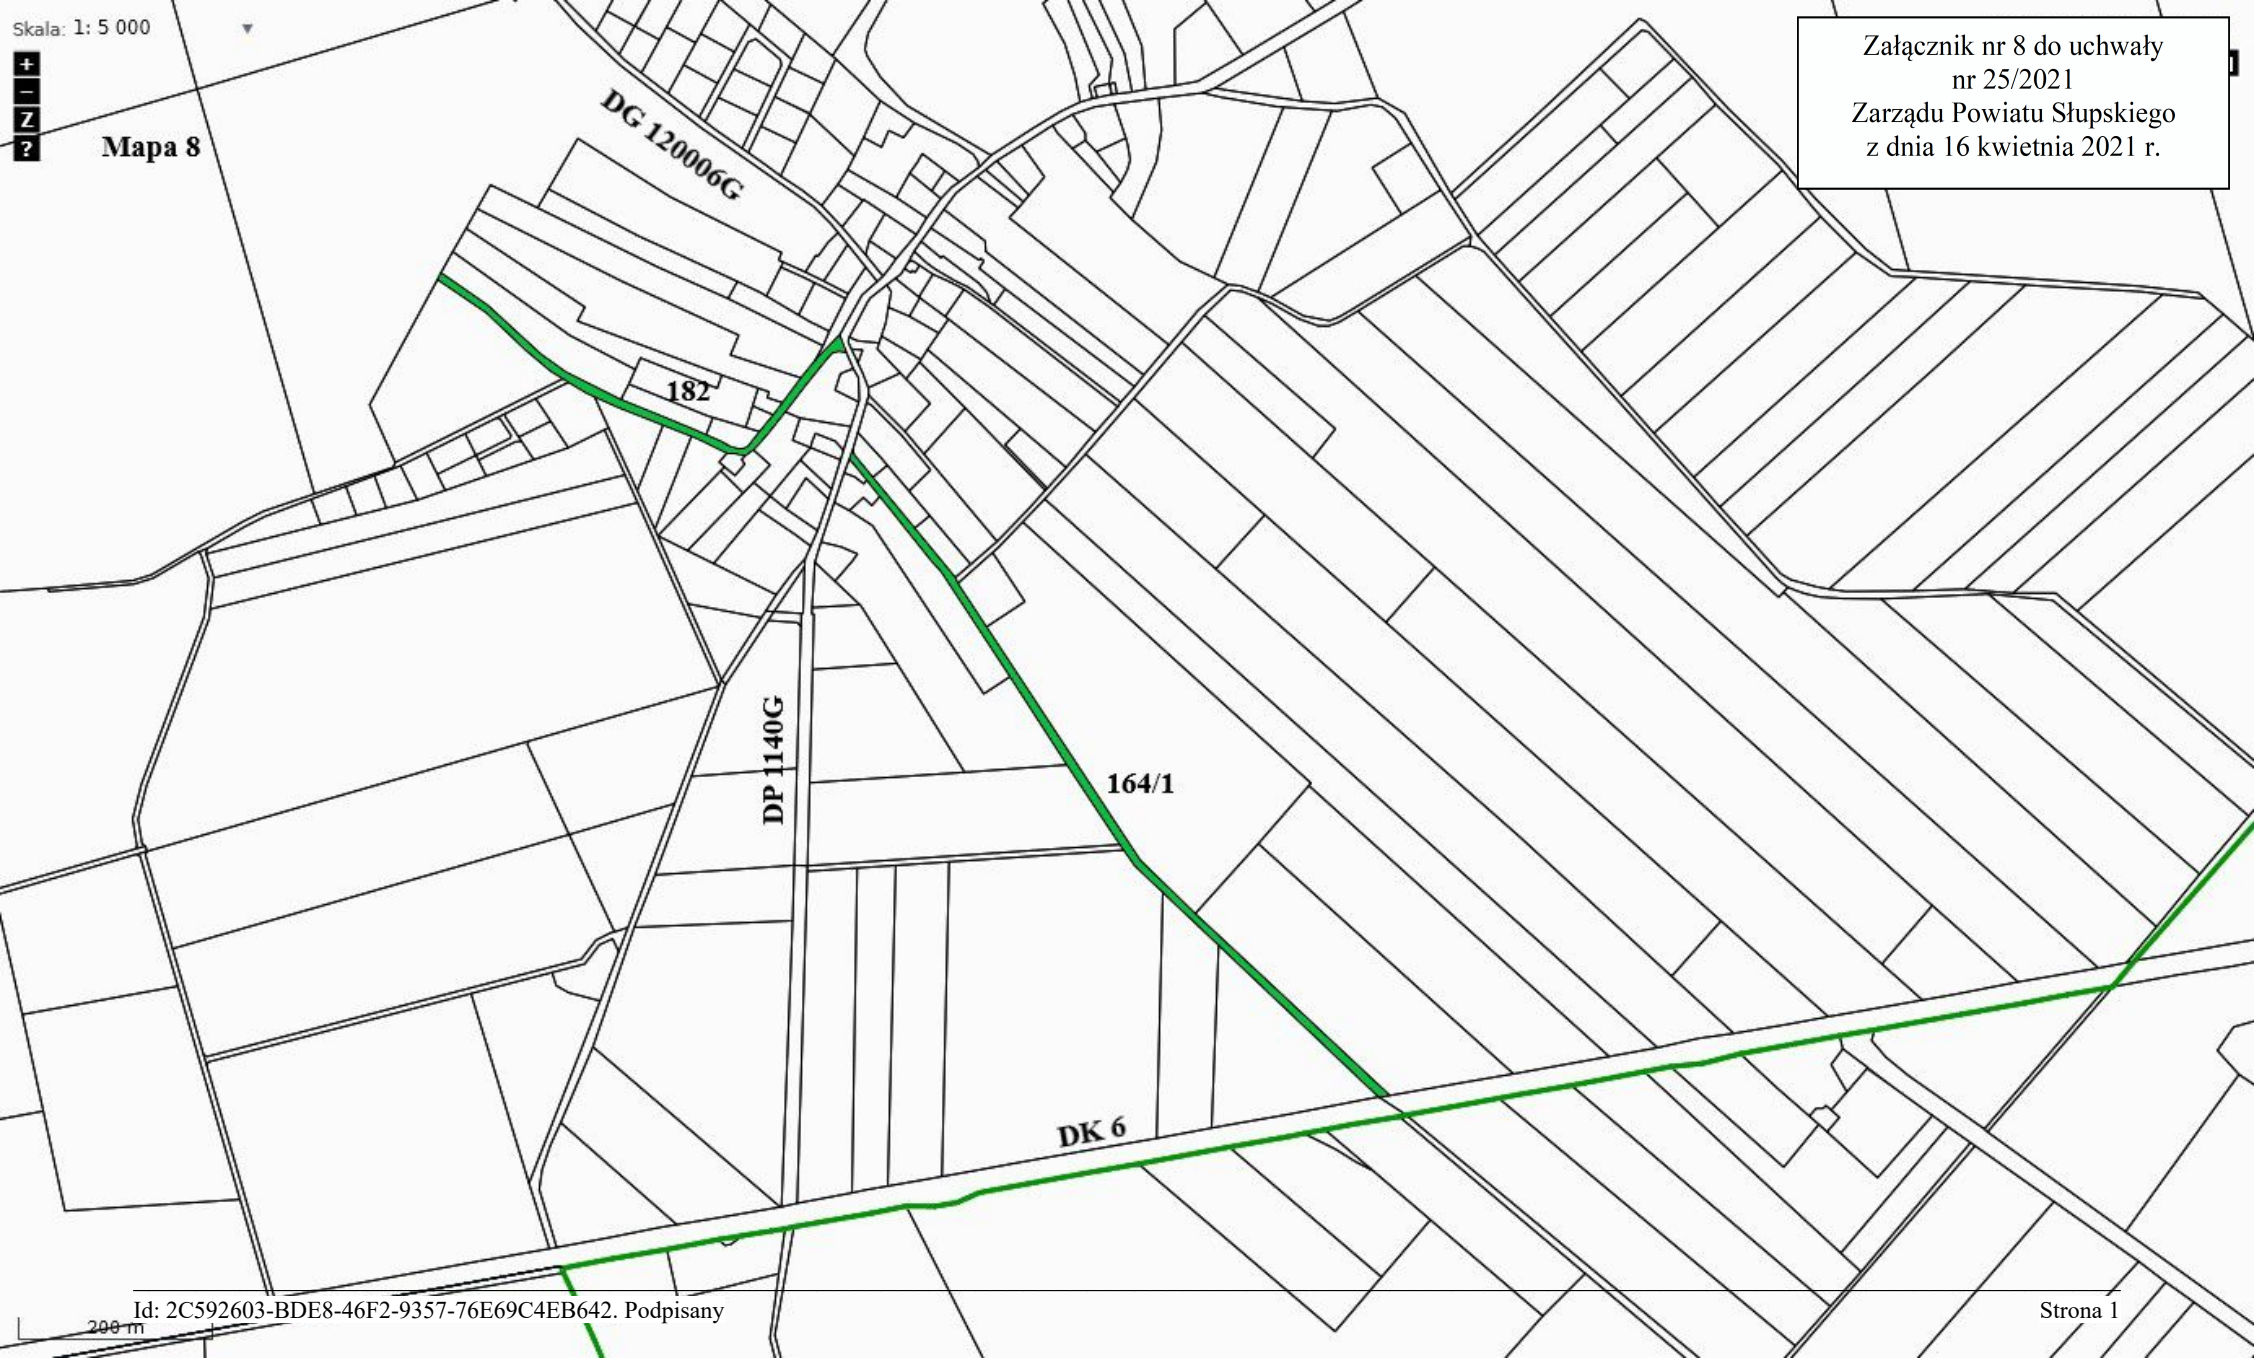 Skala: 1: 5 000
+
−
Z
?
Mapa 8
Załącznik nr 8 do uchwały
nr 25/2021
Zarządu Powiatu Słupskiego
z dnia 16 kwietnia 2021 r.
DG 120006G
182
DP 1140G
164/1
DK 6
Id: 2C592603-BDE8-46F2-9357-76E69C4EB642. Podpisany
Strona 1
200 m